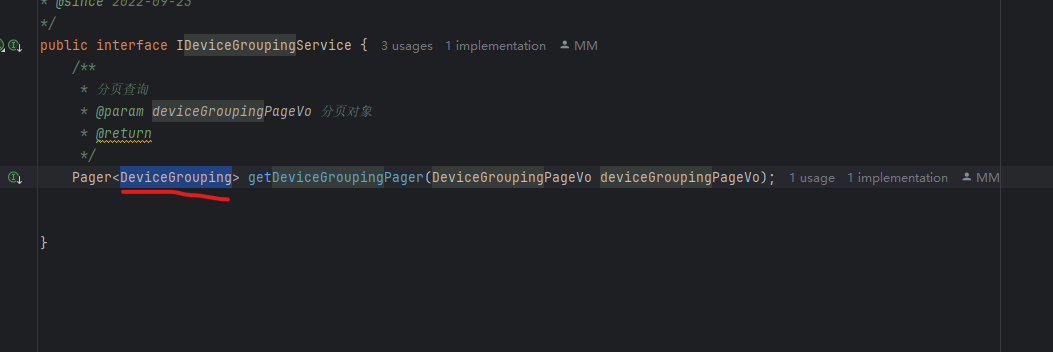 * @since 2022-09-23
*/
public interface IDeviceGroupingService { 3 usages 1 implementation MM
/**
* 分页查询
* @param deviceGroupingPageVo 分页对象
* @return
*/
Pager<DeviceGrouping> getDeviceGroupingPager(DeviceGroupingPageVo deviceGroupingPageVo); 1 usage 1 implementation MM
}